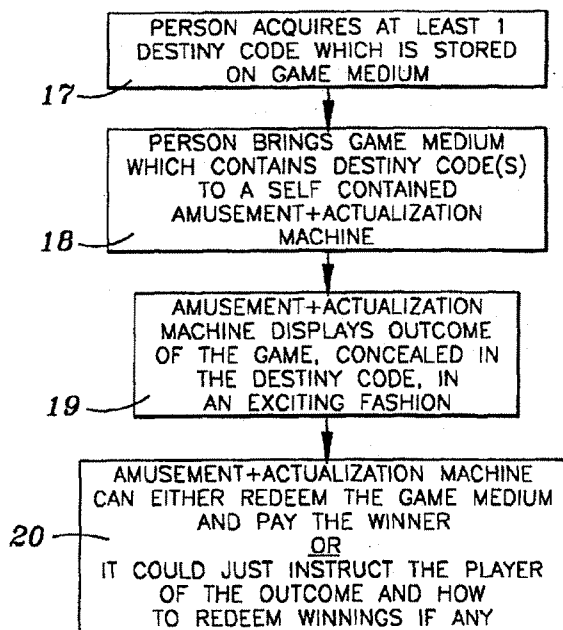 PERSON ACQUIRES AT LEAST 1
DESTINY CODE WHICH IS STORED
ON GAME MEDIUM
17
PERSON BRINGS GAME MEDIUM
WHICH CONTAINS DESTINY CODE(S)
TO A SELF CONTAINED
AMUSEMENT+ACTUALIZATION
MACHINE
18
AMUSEMENT+ACTUALIZATION
MACHINE DISPLAYS OUTCOME
OF THE GAME, CONCEALED IN
THE DESTINY CODE, IN
AN EXCITING FASHION
19
AMUSEMENT+ACTUALIZATION MACHINE
CAN EITHER REDEEM THE GAME MEDIUM
AND PAY THE WINNER
20
OR
IT COULD JUST INSTRUCT THE PLAYER
OF THE OUTCOME AND HOW
TO REDEEM WINNINGS IF ANY